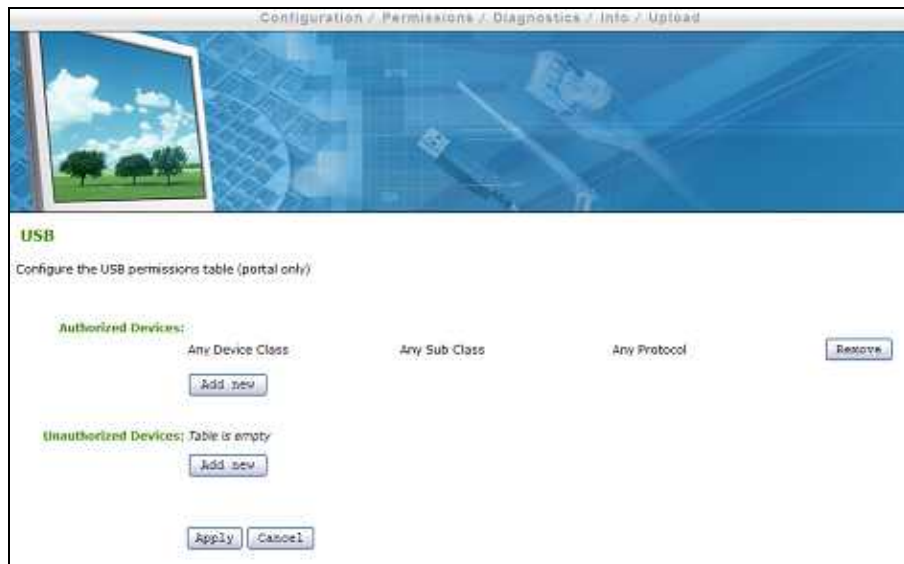 Configuration / Permissions / Diagnostics / Info / Upload
USB
Configure the USB permissions table (portal only)
Authorized Devices:
Any Device Class Any Sub Class Any Protocol Remove
Add new
Unauthorized Devices: Table is empty
Add new
Apply Cancel